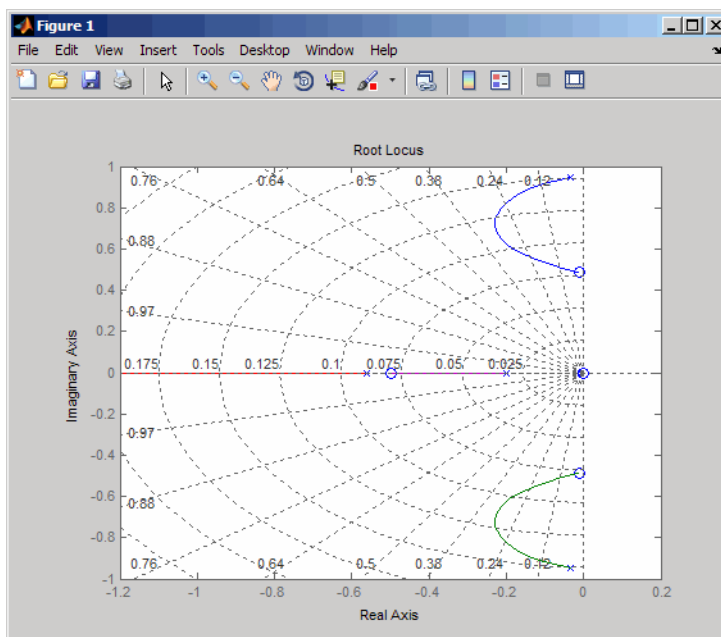 Figure 1
File Edit View Insert Tools Desktop Window Help
Root Locus
1
0.8
0.6
0.4
0.2
0
-0.2
-0.4
-0.6
-0.8
-1
0.76 0.64 0.5 0.38 0.24 0.12
0.88
0.97
0.175 0.15 0.125 0.1 0.075 0.05 0.025
0.97
0.88
0.76 0.64 0.5 0.38 0.24 0.12
Imaginary Axis
-1.2 -1 -0.8 -0.6 -0.4 -0.2 0 0.2
Real Axis